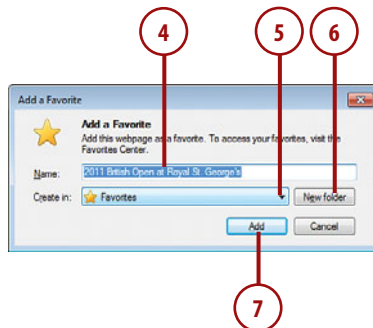 4 5 6
Add a Favorite
Add a Favorite
Add this webpage as a favorite. To access your favorites, visit the
Favorites Center.
Name: 2011 British Open at Royal St. George's
Create in: Favorites New folder
Add Cancel
7